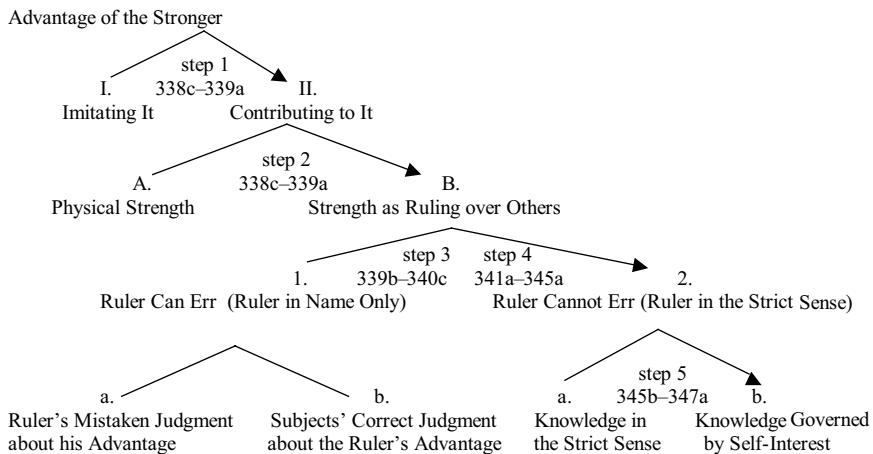 Advantage of the Stronger
step 1
I. 338c–339a II.
Imitating It Contributing to It
step 2
A. 338c–339a B.
Physical Strength Strength as Ruling over Others
step 3 step 4
1. 339b–340c 341a–345a 2.
Ruler Can Err (Ruler in Name Only) Ruler Cannot Err (Ruler in the Strict Sense)
step 5
a. b. a. 345b–347a b.
Ruler's Mistaken Judgment Subjects' Correct Judgment Knowledge in Knowledge Governed
about his Advantage about the Ruler's Advantage the Strict Sense by Self-Interest